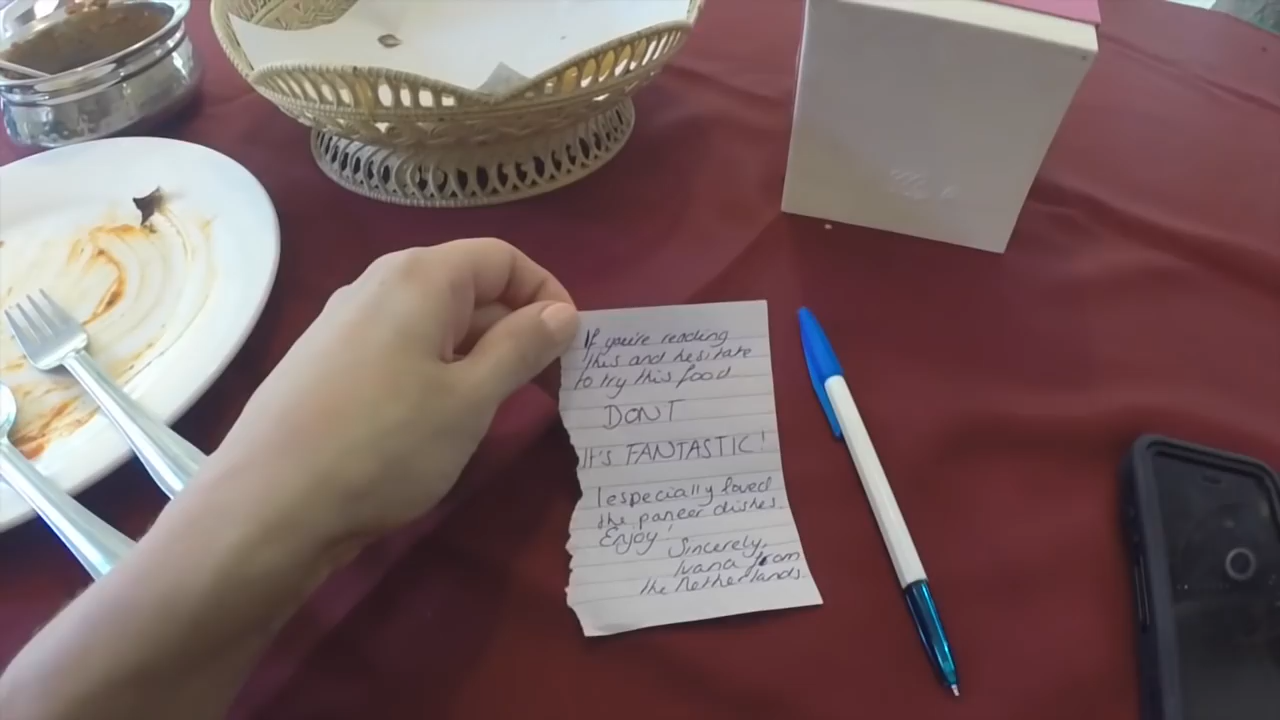 If you're reading
this and hesitate
to try this food
DONT
IT'S FANTASTIC!
I especially loved
the paneer dishes.
Enjoy!
Sincerely,
Ivana from
the Netherlands.